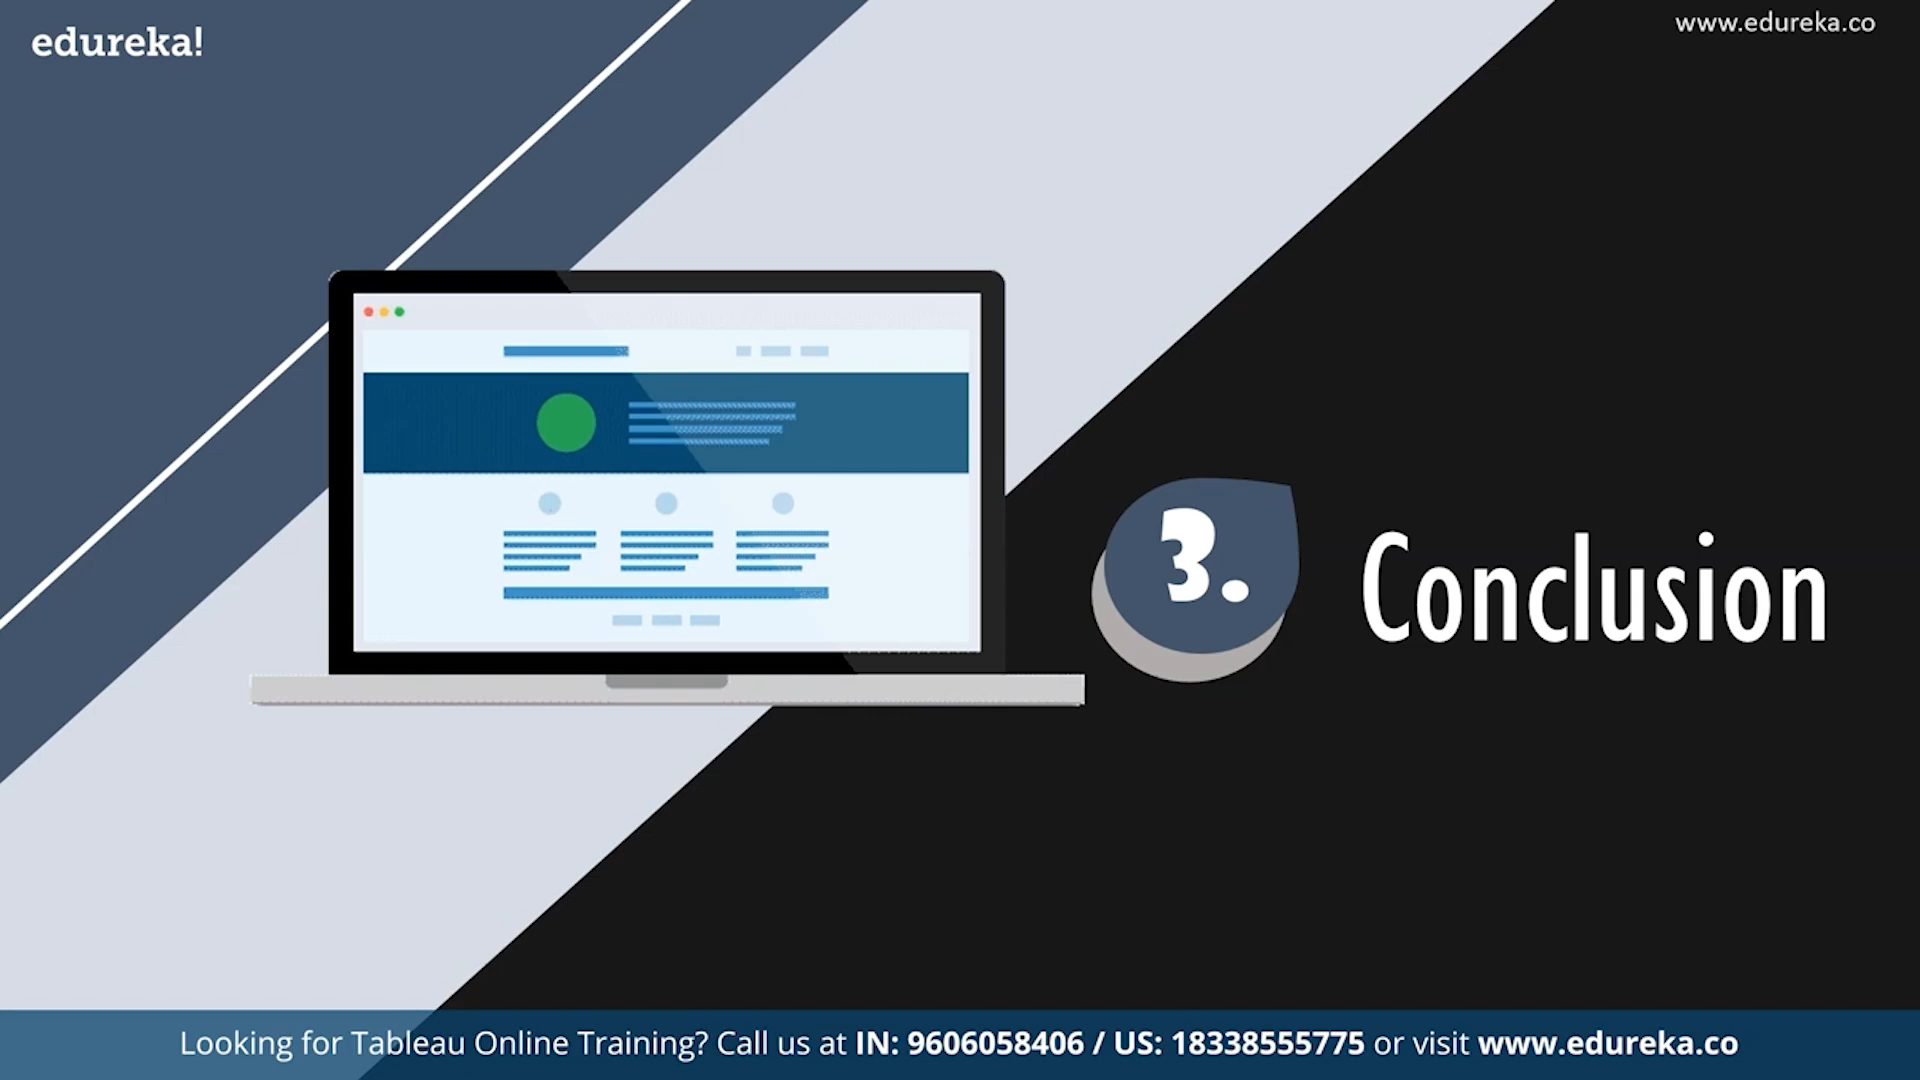 edureka!
www.edureka.co
3. Conclusion
Looking for Tableau Online Training? Call us at IN: 9606058406 / US: 18338555775 or visit www.edureka.co